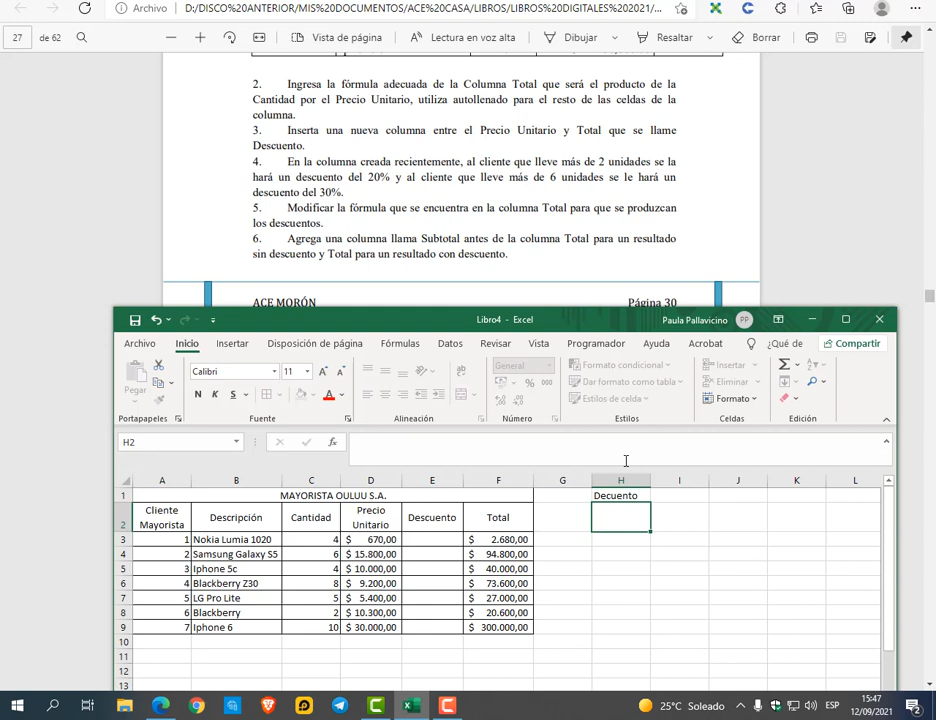 Archivo D:/DISCO%20ANTERIOR/MIS%20DOCUMENTOS/ACE%20CASA/LIBROS/LIBROS%20DIGITALES%202021/...
27 de 62 Vista de página Lectura en voz alta Dibujar Resaltar Borrar
2. Ingresa la fórmula adecuada de la Columna Total que será el producto de la
Cantidad por el Precio Unitario, utiliza autollenado para el resto de las celdas de la
columna.
3. Inserta una nueva columna entre el Precio Unitario y Total que se llame
Descuento.
4. En la columna creada recientemente, al cliente que lleve más de 2 unidades se la
hará un descuento del 20% y al cliente que lleve más de 6 unidades se le hará un
descuento del 30%.
5. Modificar la fórmula que se encuentra en la columna Total para que se produzcan
los descuentos.
6. Agrega una columna llama Subtotal antes de la columna Total para un resultado
sin descuento y Total para un resultado con descuento.
ACE MORÓN Página 30
Libro4 - Excel Paula Pallavicino PP
Archivo Inicio Insertar Disposición de página Fórmulas Datos Revisar Vista Programador Acrobat Ayuda ¿Qué de Compartir
Pegar Calibri 11 General Formato condicional Insertar
N K S % 000 Dar formato como tabla Eliminar
Estilos de celda Formato
Portapapeles Fuente Alineación Número Estilos Celdas Edición
H2 fx
A B C D E F G H I J K L
1 MAYORISTA OULUU S.A. Decuento
2 Cliente Mayorista Descripción Cantidad Precio Unitario Descuento Total
3 1 Nokia Lumia 1020 4 $ 670,00 $ 2.680,00
4 2 Samsung Galaxy S5 6 $ 15.800,00 $ 94.800,00
5 3 Iphone 5c 4 $ 10.000,00 $ 40.000,00
6 4 Blackberry Z30 8 $ 9.200,00 $ 73.600,00
7 5 LG Pro Lite 5 $ 5.400,00 $ 27.000,00
8 6 Blackberry 2 $ 10.300,00 $ 20.600,00
9 7 Iphone 6 10 $ 30.000,00 $ 300.000,00
10
11
12
13
25°C Soleado ESP 15:47
12/09/2021 2